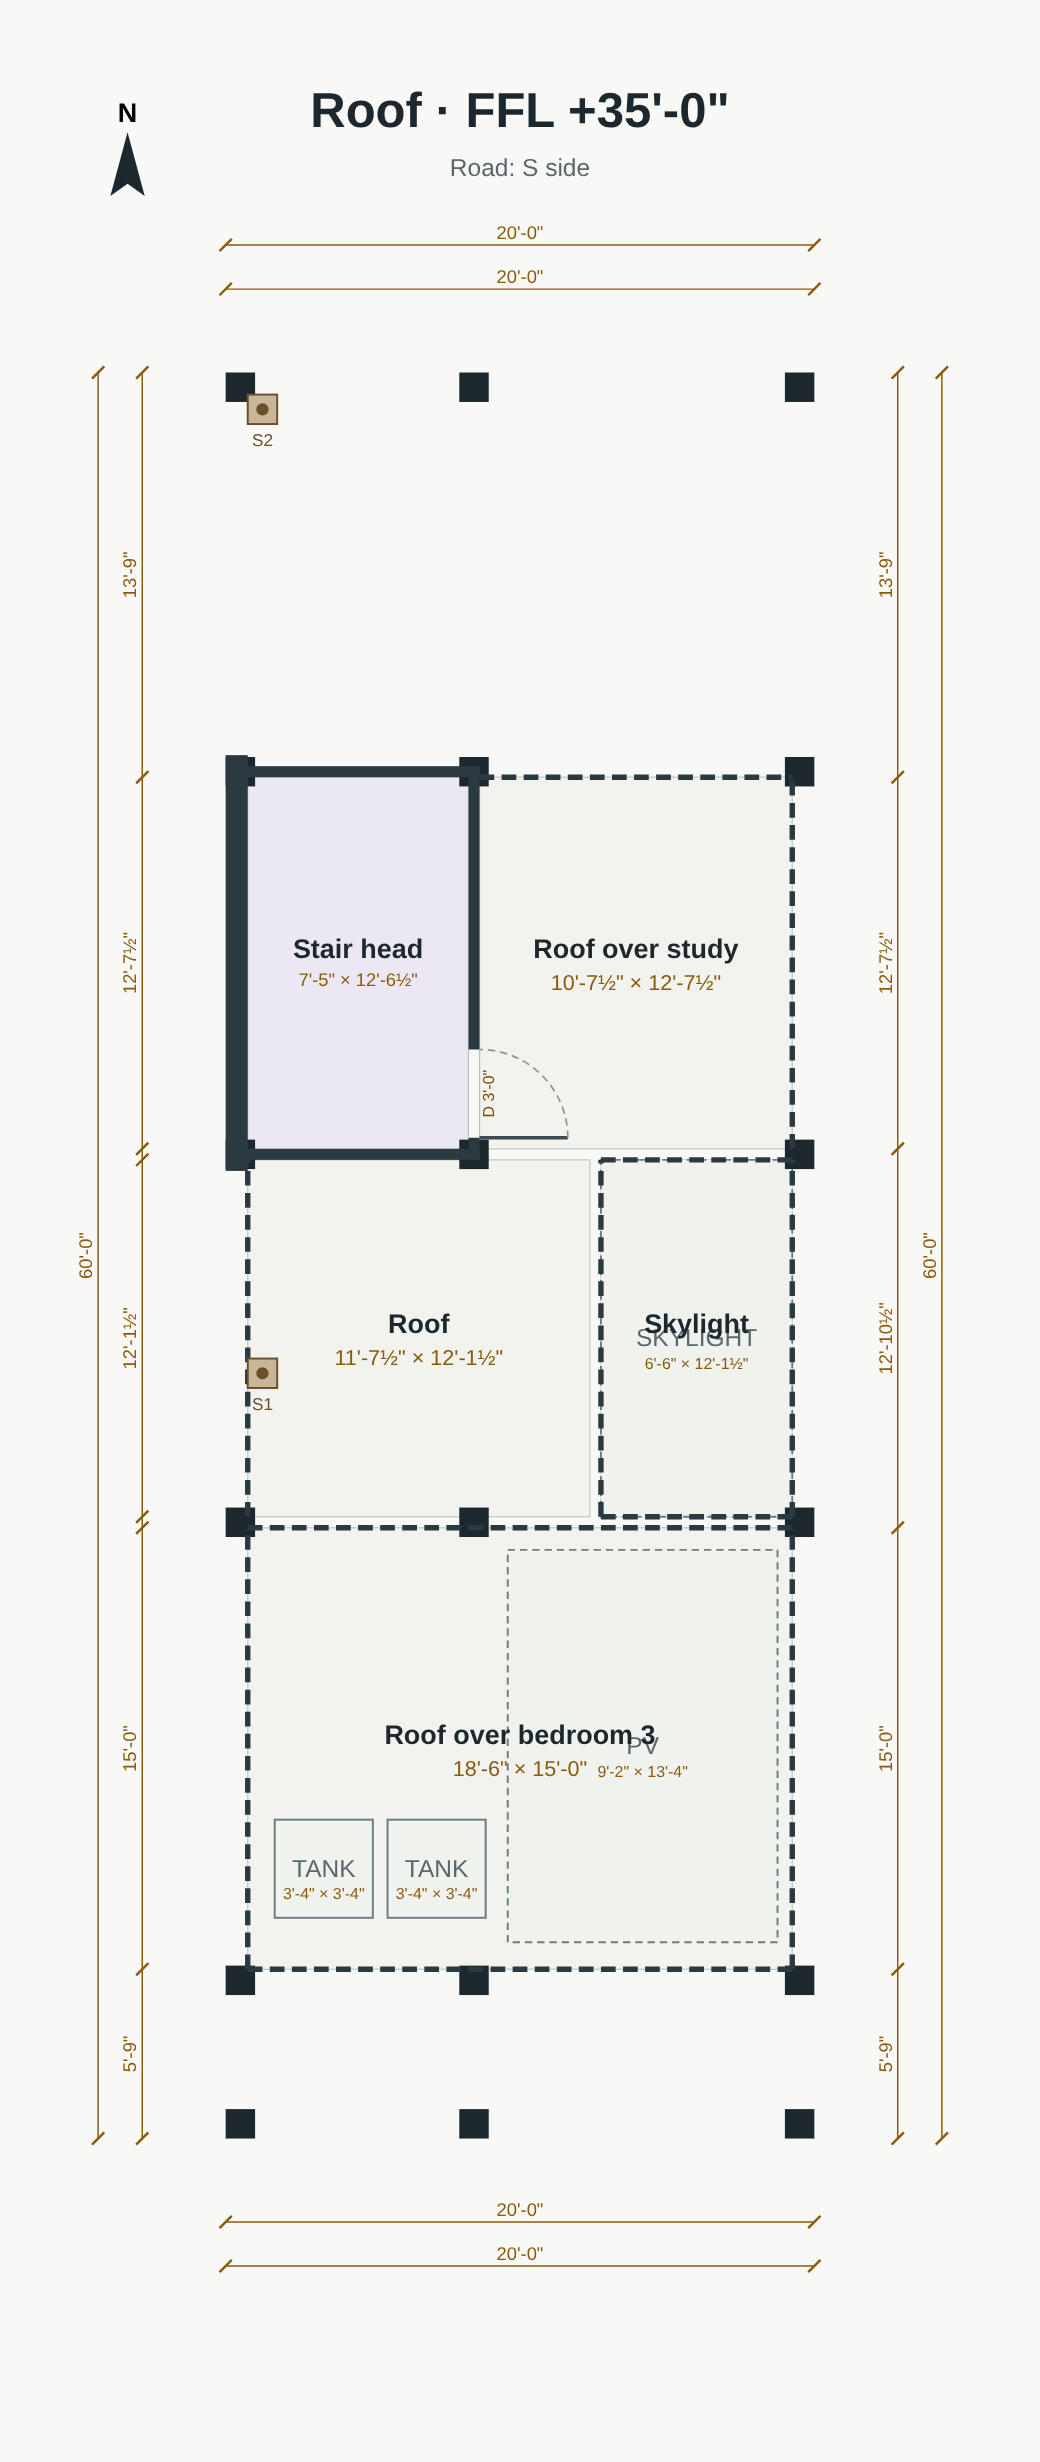 N
Roof · FFL +35'-0"
Road: S side
20'-0"
20'-0"
S2
13'-9"
13'-9"
Stair head
7'-5" × 12'-6½"
Roof over study
10'-7½" × 12'-7½"
12'-7½"
12'-7½"
D 3'-0"
60'-0"
60'-0"
Roof
11'-7½" × 12'-1½"
Skylight
SKYLIGHT
6'-6" × 12'-1½"
12'-1½"
12'-10½"
S1
Roof over bedroom 3
18'-6" × 15'-0"
PV
9'-2" × 13'-4"
15'-0"
15'-0"
TANK
3'-4" × 3'-4"
TANK
3'-4" × 3'-4"
5'-9"
5'-9"
20'-0"
20'-0"